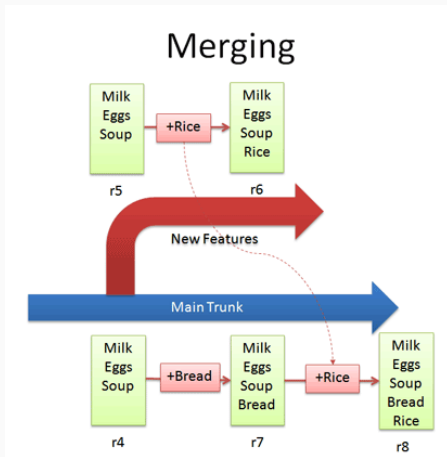 Merging
Milk
Eggs
Soup
+Rice
Milk
Eggs
Soup
Rice
r5
r6
New Features
Main Trunk
Milk
Eggs
Soup
+Bread
Milk
Eggs
Soup
Bread
+Rice
Milk
Eggs
Soup
Bread
Rice
r4
r7
r8